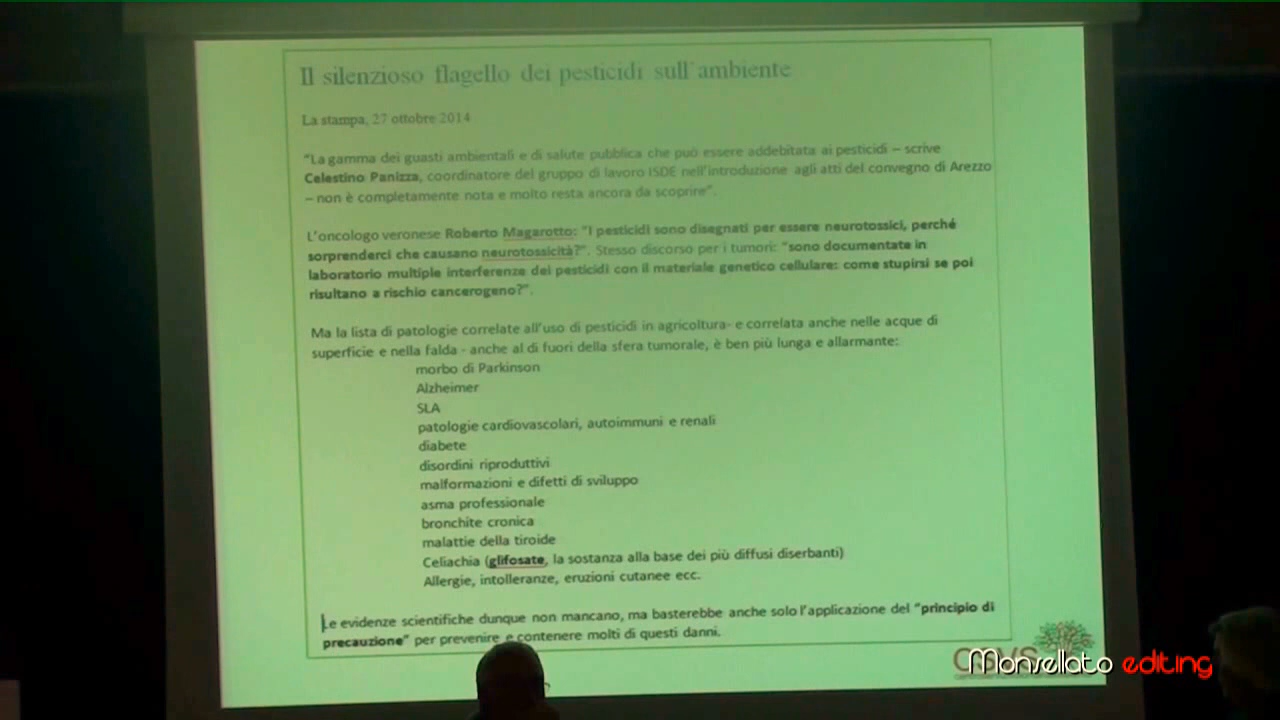 Il silenzioso flagello dei pesticidi sull'ambiente
La stampa, 27 ottobre 2014
"La gamma dei guasti ambientali e di salute pubblica che può essere addebitata ai pesticidi – scrive
Celestino Panizza, coordinatore del gruppo di lavoro ISDE nell'introduzione agli atti del convegno di Arezzo
– non è completamente nota e molto resta ancora da scoprire".
L'oncologo veronese Roberto Magarotto: "I pesticidi sono disegnati per essere neurotossici, perché
sorprenderci che causano neurotossicità?". Stesso discorso per i tumori: "sono documentate in
laboratorio multiple interferenze dei pesticidi con il materiale genetico cellulare: come stupirsi se poi
risultano a rischio cancerogeno?".
Ma la lista di patologie correlate all'uso di pesticidi in agricoltura- e correlata anche nelle acque di
superficie e nella falda - anche al di fuori della sfera tumorale, è ben più lunga e allarmante:
morbo di Parkinson
Alzheimer
SLA
patologie cardiovascolari, autoimmuni e renali
diabete
disordini riproduttivi
malformazioni e difetti di sviluppo
asma professionale
bronchite cronica
malattie della tiroide
Celiachia (glifosate, la sostanza alla base dei più diffusi diserbanti)
Allergie, intolleranze, eruzioni cutanee ecc.
Le evidenze scientifiche dunque non mancano, ma basterebbe anche solo l'applicazione del "principio di
precauzione" per prevenire e contenere molti di questi danni.
Monsellato editing